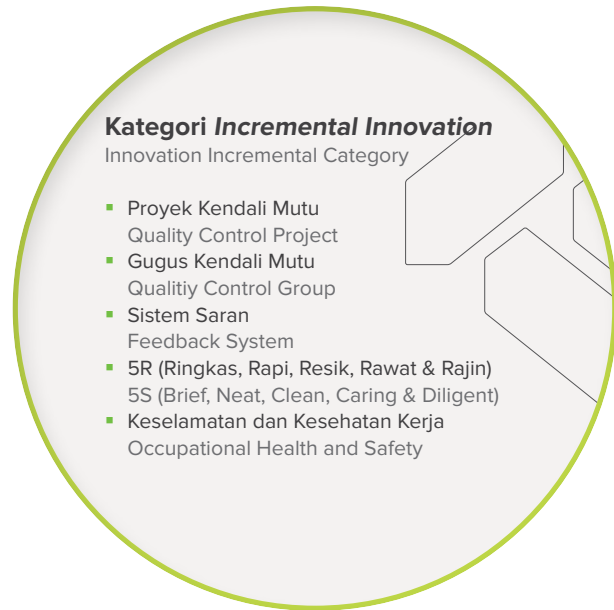 Kategori Incremental Innovation
Innovation Incremental Category
▪ Proyek Kendali Mutu
Quality Control Project
▪ Gugus Kendali Mutu
Qualitiy Control Group
▪ Sistem Saran
Feedback System
▪ 5R (Ringkas, Rapi, Resik, Rawat & Rajin)
5S (Brief, Neat, Clean, Caring & Diligent)
▪ Keselamatan dan Kesehatan Kerja
Occupational Health and Safety